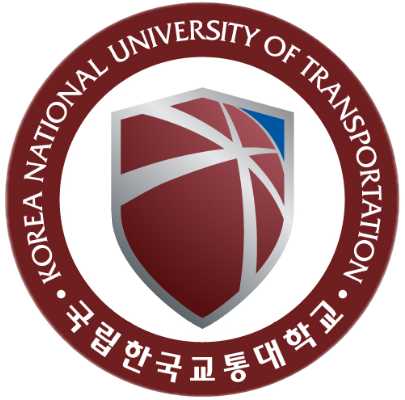 KOREA NATIONAL UNIVERSITY OF TRANSPORTATION
국립한국교통대학교